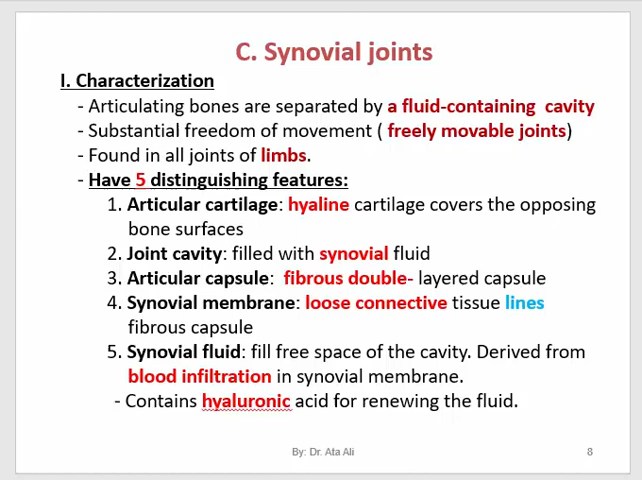 C. Synovial joints
I. Characterization
- Articulating bones are separated by a fluid-containing cavity
- Substantial freedom of movement ( freely movable joints)
- Found in all joints of limbs.
- Have 5 distinguishing features:
1. Articular cartilage: hyaline cartilage covers the opposing
bone surfaces
2. Joint cavity: filled with synovial fluid
3. Articular capsule: fibrous double- layered capsule
4. Synovial membrane: loose connective tissue lines
fibrous capsule
5. Synovial fluid: fill free space of the cavity. Derived from
blood infiltration in synovial membrane.
- Contains hyaluronic acid for renewing the fluid.
By: Dr. Ata Ali
8